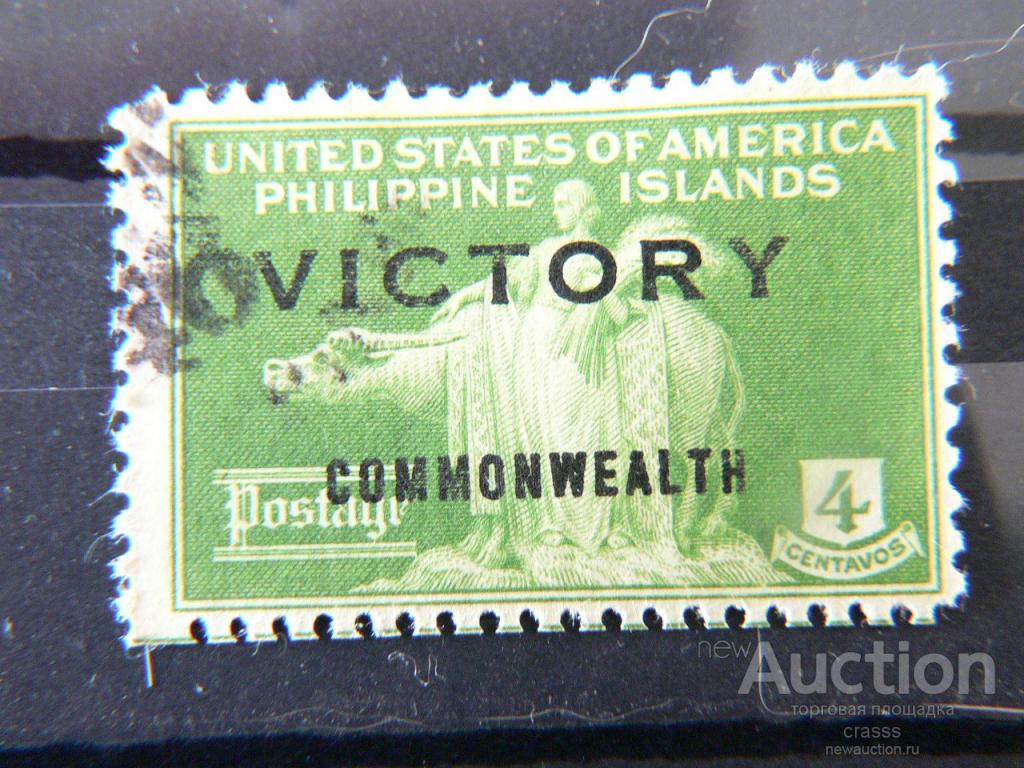 UNITED STATES OF AMERICA
PHILIPPINE ISLANDS
VICTORY
COMMONWEALTH
Postage
4
CENTAVOS
new Auction
торговая площадка
crasss
newauction.ru